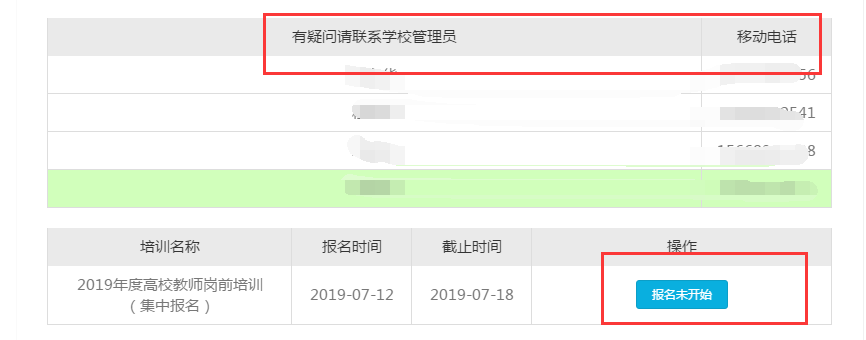 有疑问请联系学校管理员 移动电话
培训名称 报名时间 截止时间 操作
2019年度高校教师岗前培训
（集中报名） 2019-07-12 2019-07-18 报名未开始